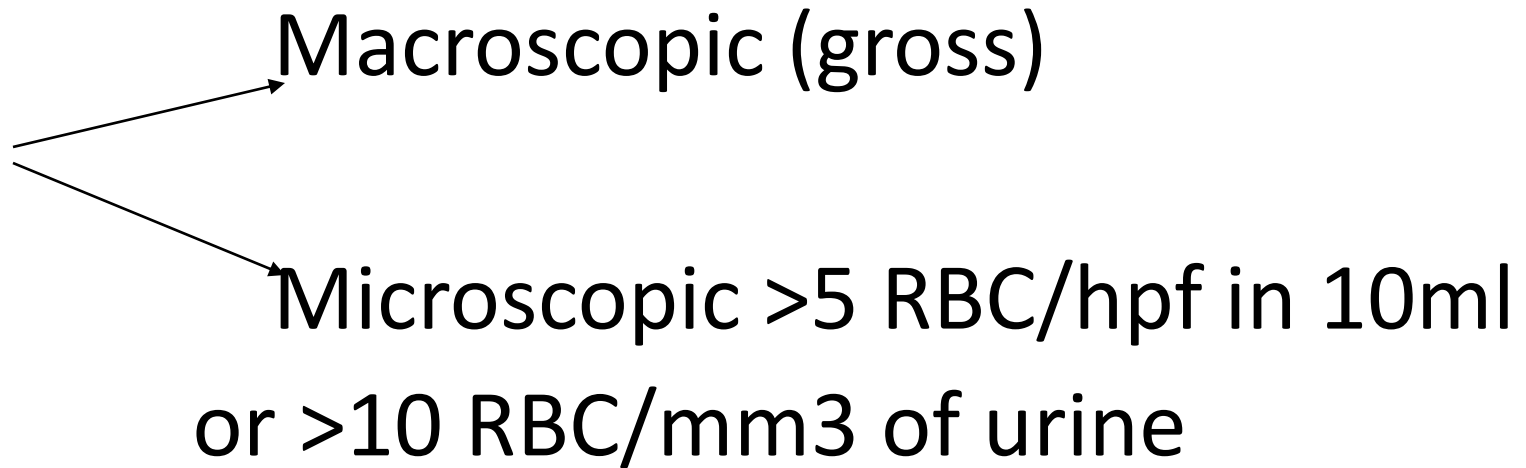 Macroscopic (gross)
Microscopic >5 RBC/hpf in 10ml
or >10 RBC/mm3 of urine